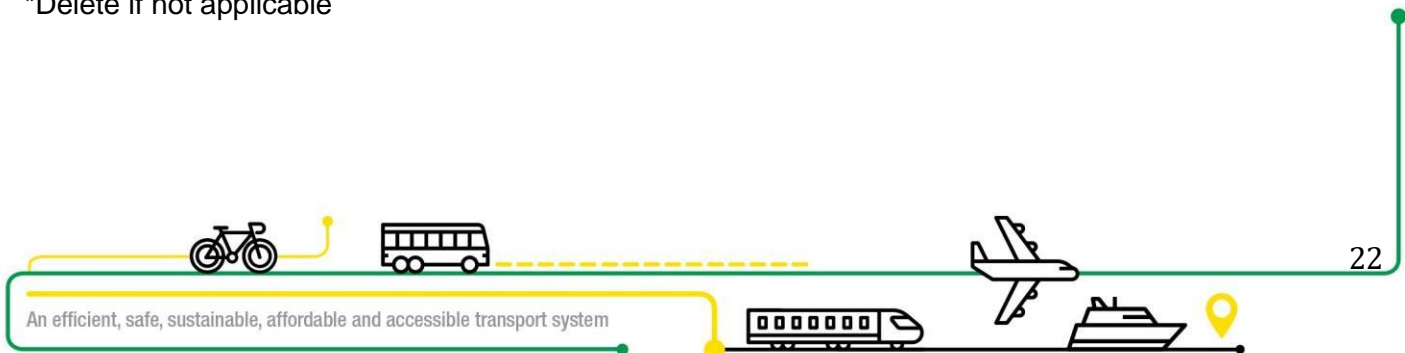 *Delete if not applicable
22
An efficient, safe, sustainable, affordable and accessible transport system